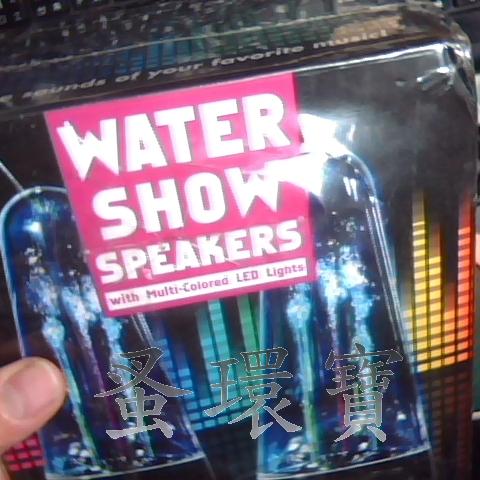 sounds of your favorite music!
WATER
SHOW
SPEAKERS
with Multi-Colored LED Lights
蚤環寶